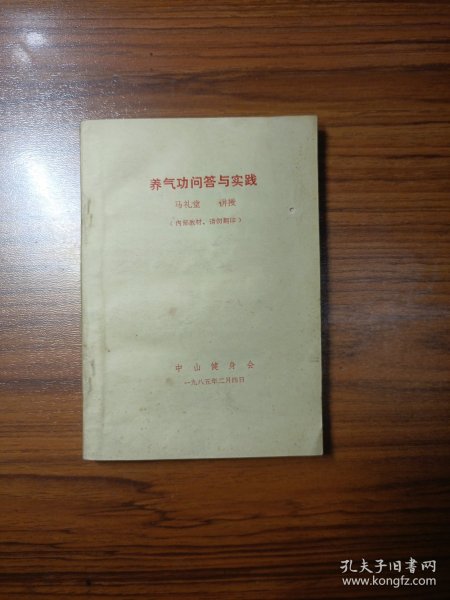 养气功问答与实践
马礼堂 讲授
(内部教材、请勿翻印)
中山健身会
一九八五年二月四日
孔夫子旧书网
www.kongfz.com